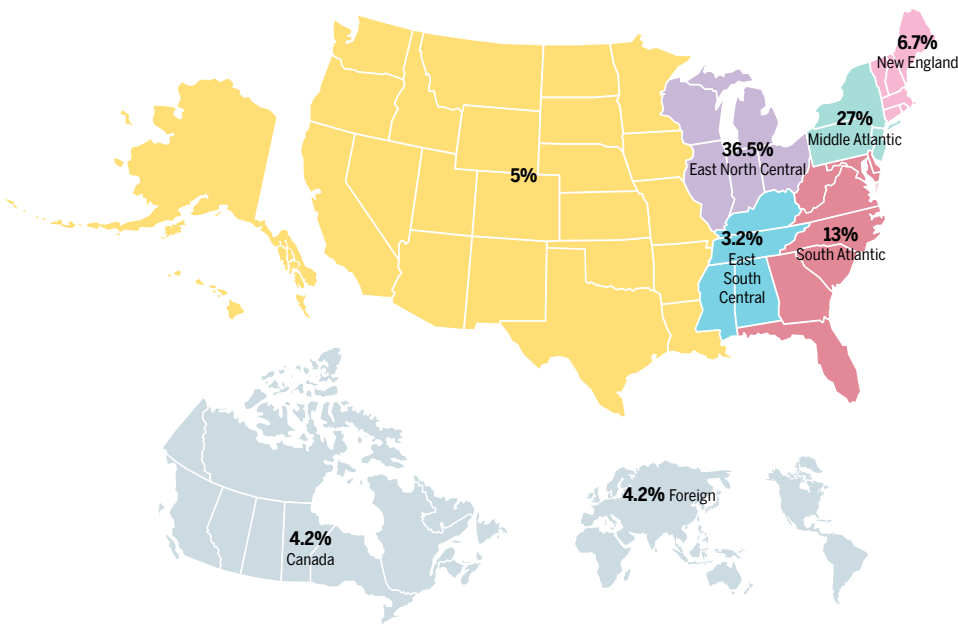 6.7%
New England
27%
Middle Atlantic
36.5%
East North Central
5%
3.2%
East
South
Central
13%
South Atlantic
4.2% Foreign
4.2%
Canada